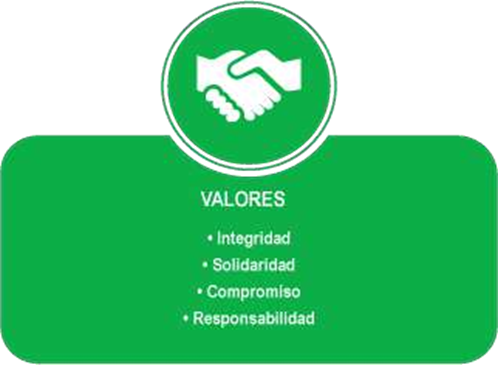 VALORES
• Integridad
• Solidaridad
• Compromiso
• Responsabilidad